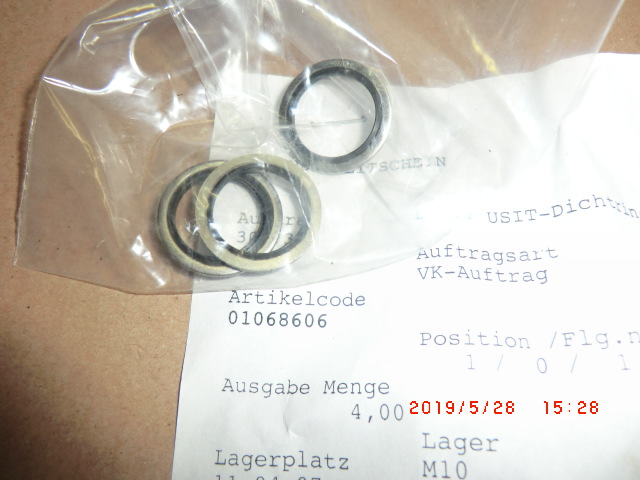 USIT-Dichtrin
Auftragsart
VK-Auftrag
Artikelcode
01068606
Position /Flg.n
1 / 0 / 1
Ausgabe Menge
4,00
2019/5/28 15:28
Lager
M10
Lagerplatz